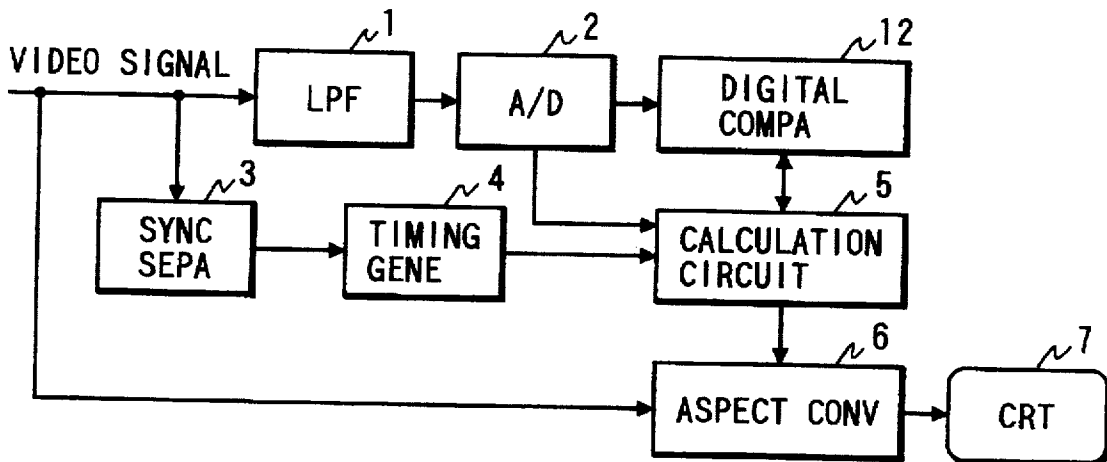 1
2
12
VIDEO SIGNAL
LPF
A/D
DIGITAL
COMPA
3
4
5
SYNC
SEPA
TIMING
GENE
CALCULATION
CIRCUIT
6
7
ASPECT CONV
CRT